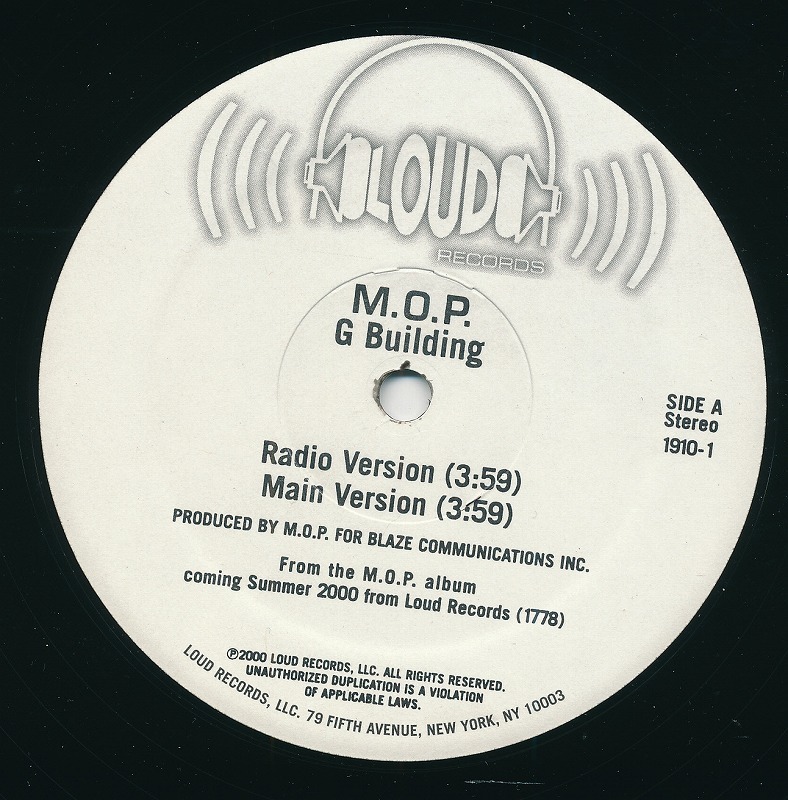 LOUD
RECORDS
M.O.P.
G Building
SIDE A
Stereo
1910-1
Radio Version (3:59)
Main Version (3:59)
PRODUCED BY M.O.P. FOR BLAZE COMMUNICATIONS INC.
From the M.O.P. album
coming Summer 2000 from Loud Records (1778)
℗2000 LOUD RECORDS, LLC. ALL RIGHTS RESERVED.
UNAUTHORIZED DUPLICATION IS A VIOLATION
OF APPLICABLE LAWS.
LOUD RECORDS, LLC. 79 FIFTH AVENUE, NEW YORK, NY 10003